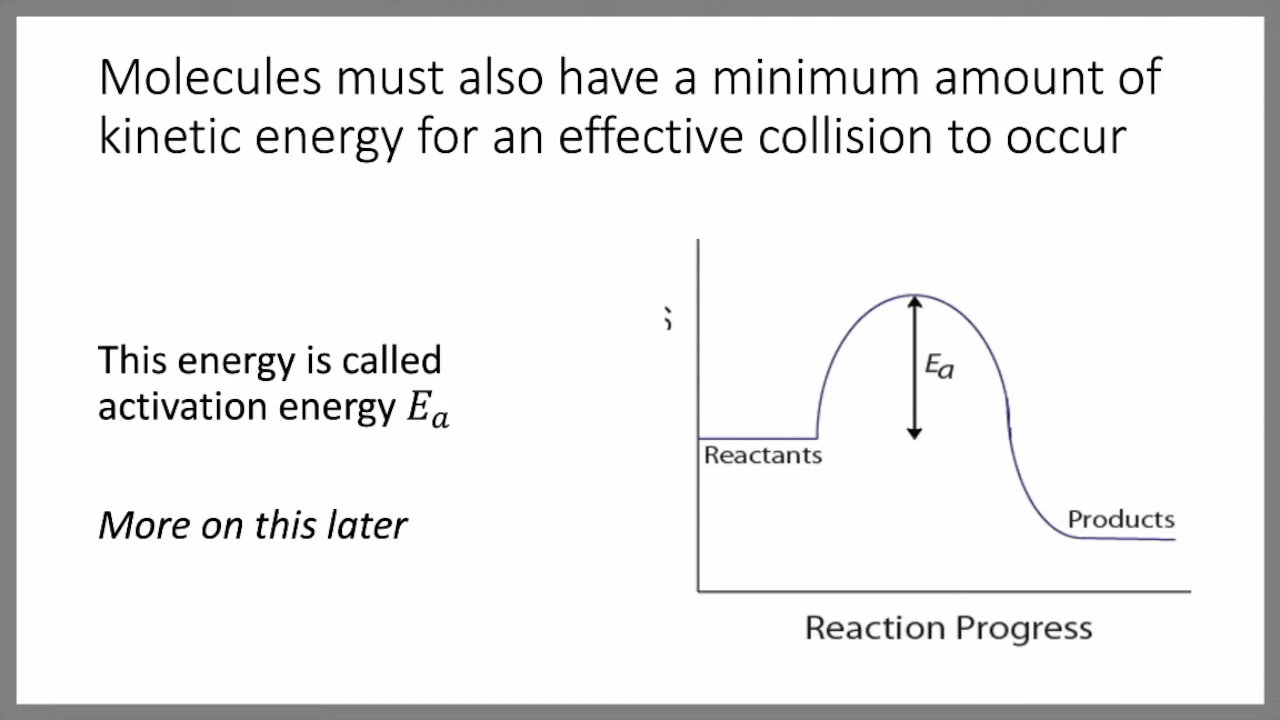 Molecules must also have a minimum amount of
kinetic energy for an effective collision to occur
This energy is called
activation energy Eₐ
More on this later
Eₐ
Reactants
Products
Reaction Progress